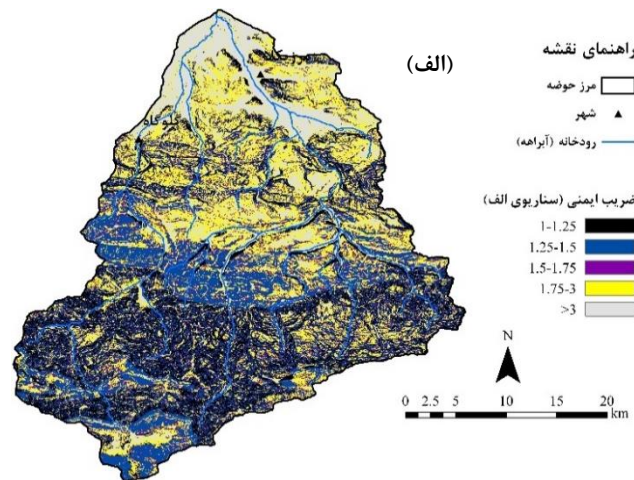 (الف)
راهنمای نقشه
مرز حوضه
شهر
رودخانه (آبراهه)
ضریب ایمنی (سناریوی الف)
1-1.25
1.25-1.5
1.5-1.75
1.75-3
>3
N
0 2.5 5 10 15 20
km